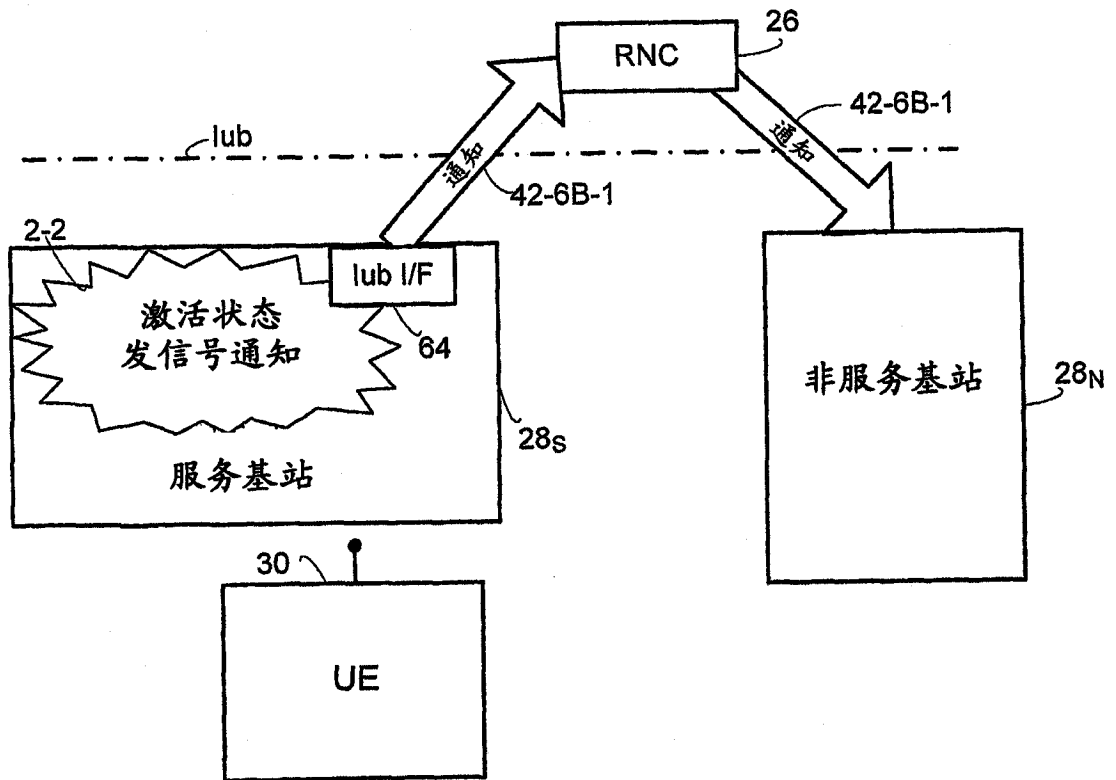 26
RNC
42-6B-1
Iub
通知
通知
42-6B-1
2-2
Iub I/F
激活状态
发信号通知
64
非服务基站
28N
28S
服务基站
30
UE